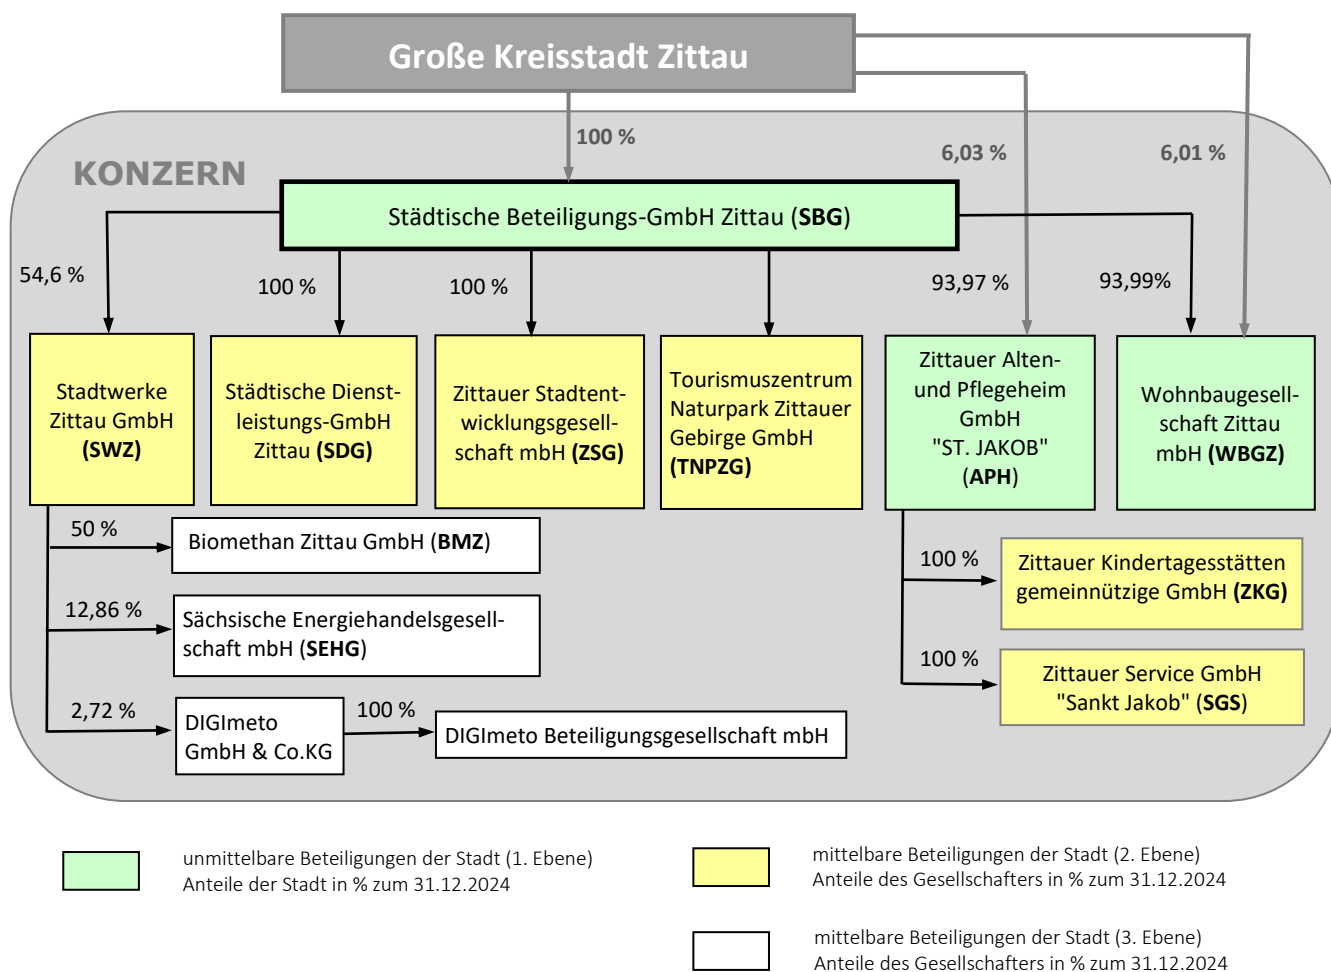 Große Kreisstadt Zittau
100 %
6,03 %
6,01 %
KONZERN
Städtische Beteiligungs-GmbH Zittau (SBG)
54,6 %
100 %
100 %
93,97 %
93,99%
Stadtwerke
Zittau GmbH
(SWZ)
Städtische Dienst-
leistungs-GmbH
Zittau (SDG)
Zittauer Stadtent-
wicklungsgesell-
schaft mbH (ZSG)
Tourismuszentrum
Naturpark Zittauer
Gebirge GmbH
(TNPZG)
Zittauer Alten-
und Pflegeheim
GmbH
"ST. JAKOB"
(APH)
Wohnbaugesell-
schaft Zittau
mbH (WBGZ)
50 %
Biomethan Zittau GmbH (BMZ)
12,86 %
Sächsische Energiehandelsgesell-
schaft mbH (SEHG)
2,72 %
DIGImeto
GmbH & Co.KG
100 %
DIGImeto Beteiligungsgesellschaft mbH
100 %
Zittauer Kindertagesstätten
gemeinnützige GmbH (ZKG)
100 %
Zittauer Service GmbH
"Sankt Jakob" (SGS)
unmittelbare Beteiligungen der Stadt (1. Ebene)
Anteile der Stadt in % zum 31.12.2024
mittelbare Beteiligungen der Stadt (2. Ebene)
Anteile des Gesellschafters in % zum 31.12.2024
mittelbare Beteiligungen der Stadt (3. Ebene)
Anteile des Gesellschafters in % zum 31.12.2024